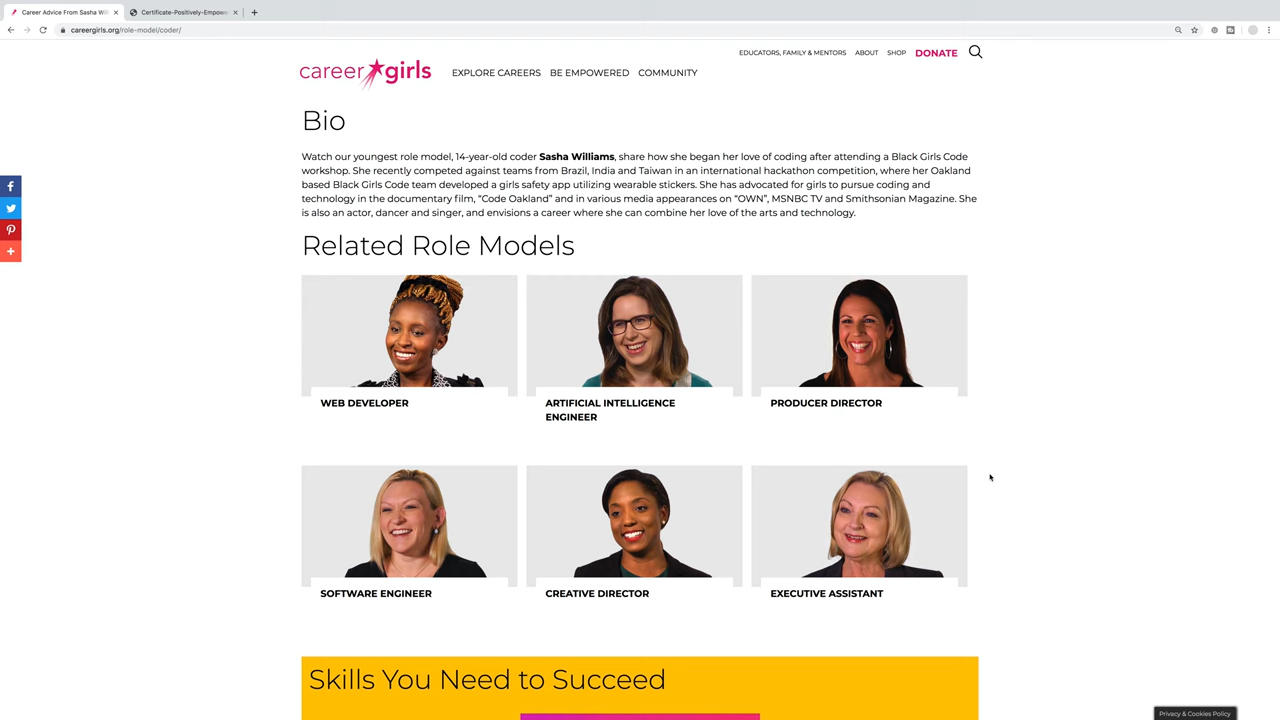 Career Advice From Sasha Wil
Certificate-Positively-Empowe
careergirls.org/role-model/coder/
EDUCATORS, FAMILY & MENTORS ABOUT SHOP DONATE
career girls EXPLORE CAREERS BE EMPOWERED COMMUNITY
Bio
Watch our youngest role model, 14-year-old coder Sasha Williams, share how she began her love of coding after attending a Black Girls Code
workshop. She recently competed against teams from Brazil, India and Taiwan in an international hackathon competition, where her Oakland
based Black Girls Code team developed a girls safety app utilizing wearable stickers. She has advocated for girls to pursue coding and
technology in the documentary film, “Code Oakland” and in various media appearances on “OWN”, MSNBC TV and Smithsonian Magazine. She
is also an actor, dancer and singer, and envisions a career where she can combine her love of the arts and technology.
Related Role Models
WEB DEVELOPER
ARTIFICIAL INTELLIGENCE
ENGINEER
PRODUCER DIRECTOR
SOFTWARE ENGINEER
CREATIVE DIRECTOR
EXECUTIVE ASSISTANT
Skills You Need to Succeed
Privacy & Cookies Policy